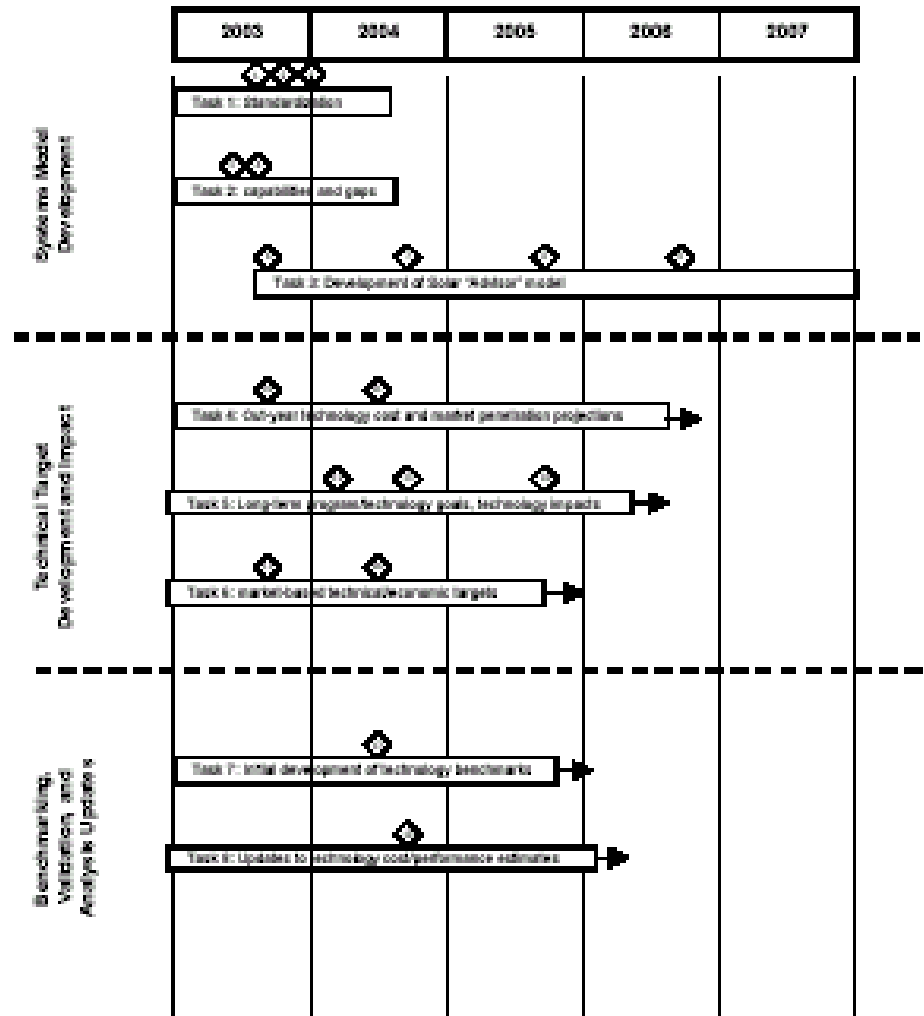 2003 2004 2005 2006 2007
Task 1: Standardization
Task 2: capabilities and gaps
Task 3: Development of Solar "Advisor" model
Systems Model
Development
Task 4: Out-year technology cost and market penetration projections
Task 5: Long-term program/technology goals, technology impacts
Task 6: market-based technical/economic targets
Technical Target
Development and Impact
Task 7: Initial development of technology benchmarks
Task 8: Updates to technology cost/performance estimates
Benchmarking,
Validation, and
Analysis Updates